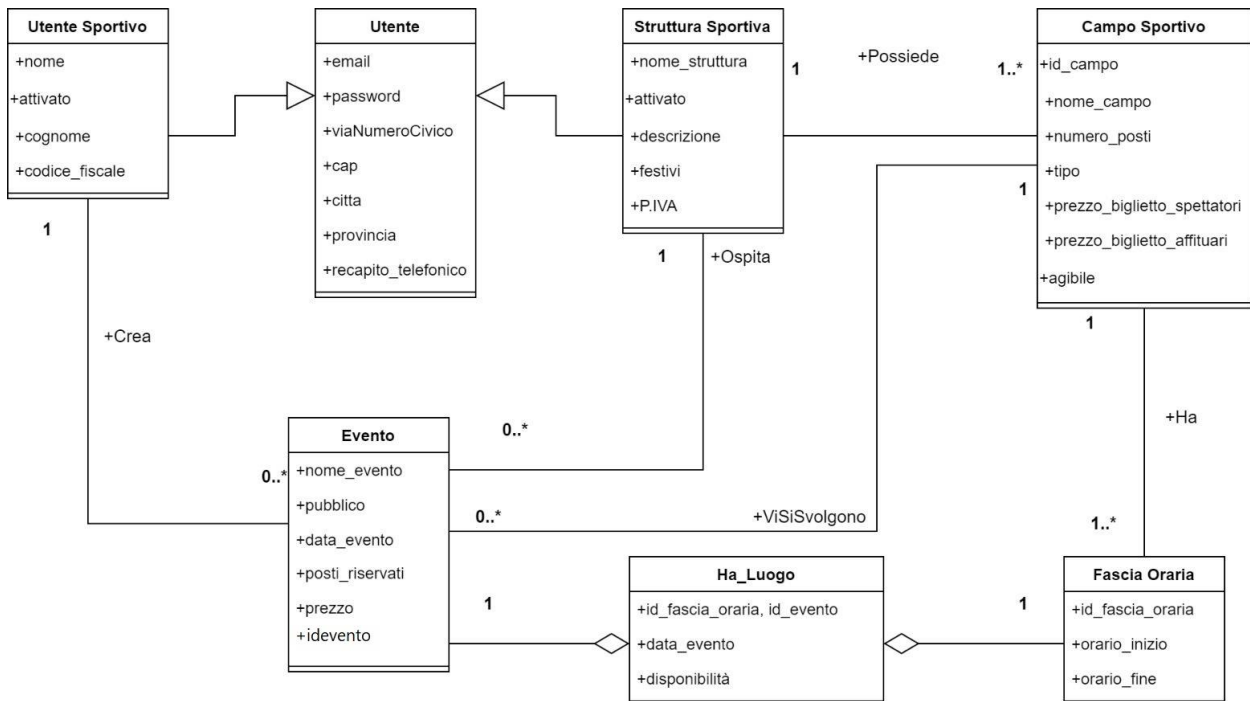 Utente Sportivo
+nome
+attivato
+cognome
+codice_fiscale
1
Utente
+email
+password
+viaNumeroCivico
+cap
+citta
+provincia
+recapito_telefonico
Struttura Sportiva
+nome_struttura
+attivato
+descrizione
+festivi
+P.IVA
1
+Possiede
1
1..*
Campo Sportivo
+id_campo
+nome_campo
+numero_posti
+tipo
+prezzo_biglietto_spettatori
+prezzo_biglietto_affituari
+agibile
1
1
+Ospita
+Crea
+Ha
0..*
0..*
0..*
+ViSiSvolgono
1..*
Evento
+nome_evento
+pubblico
+data_evento
+posti_riservati
+prezzo
+idevento
1
Ha_Luogo
+id_fascia_oraria, id_evento
+data_evento
+disponibilità
1
Fascia Oraria
+id_fascia_oraria
+orario_inizio
+orario_fine